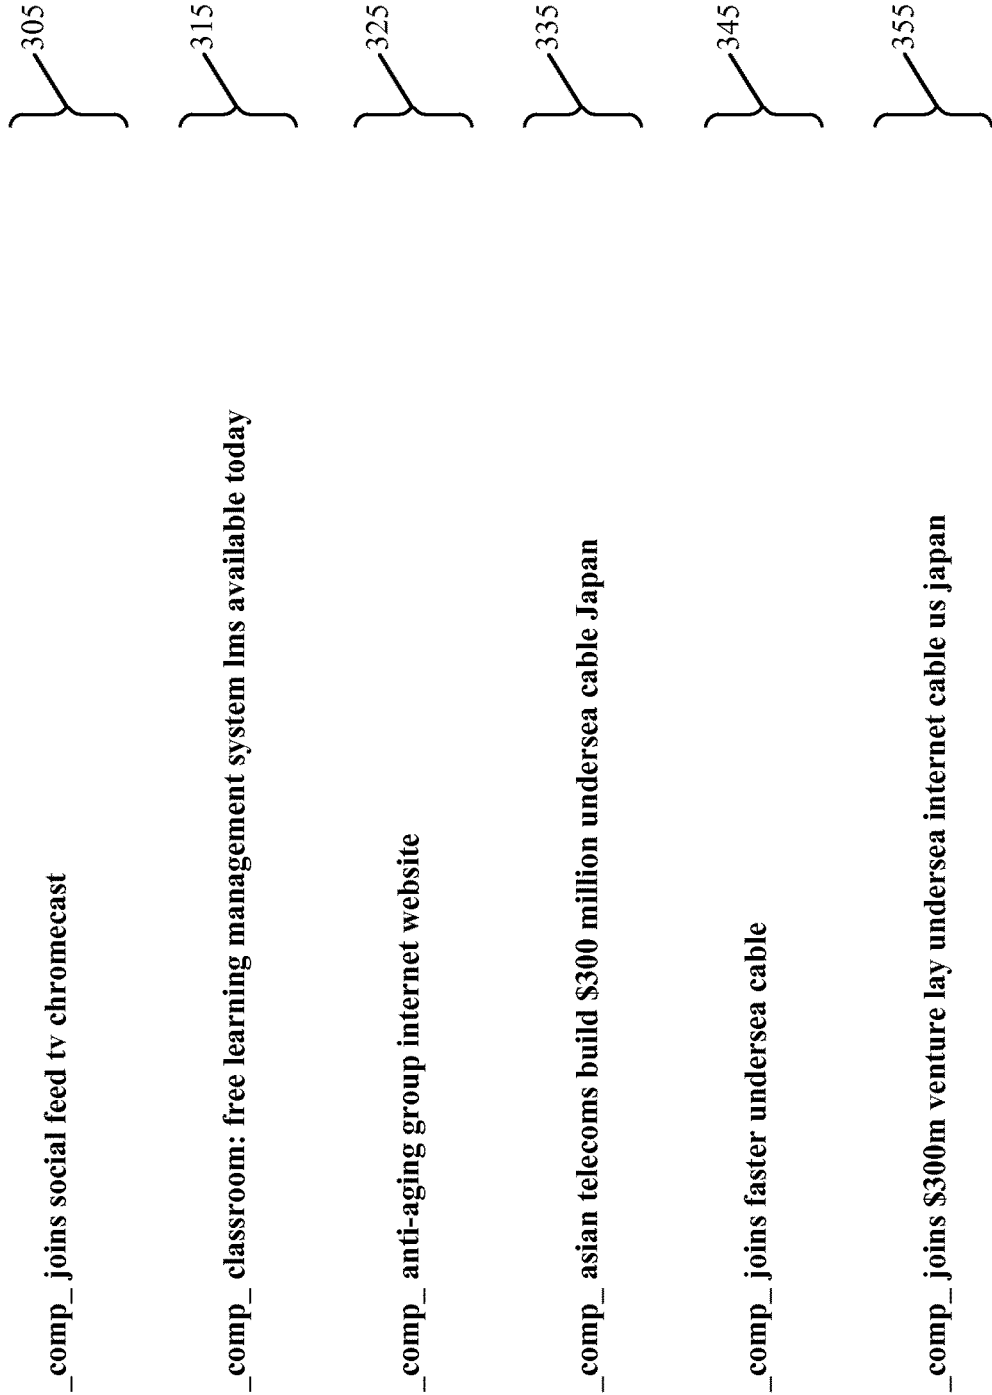 _comp_ joins social feed tv chromecast 305
_comp_ classroom: free learning management system lms available today 315
_comp_ anti-aging group internet website 325
_comp_ asian telecoms build $300 million undersea cable Japan 335
_comp_ joins faster undersea cable 345
_comp_ joins $300m venture lay undersea internet cable us japan 355